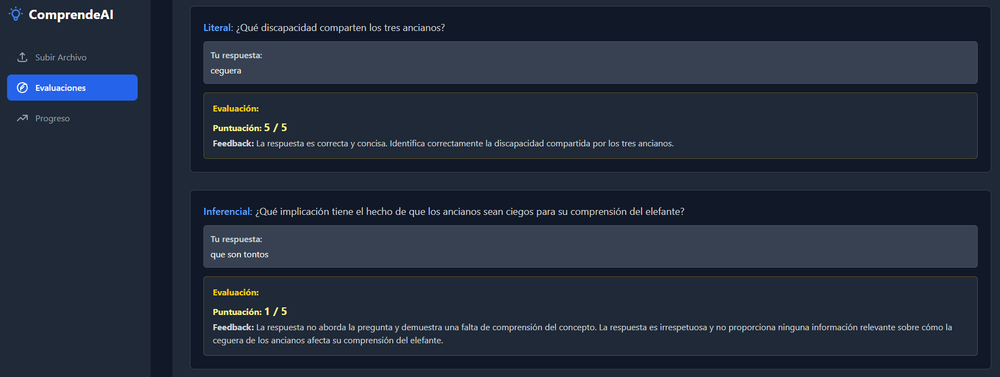 ComprendeAI
Subir Archivo
Evaluaciones
Progreso
Literal: ¿Qué discapacidad comparten los tres ancianos?
Tu respuesta:
ceguera
Evaluación:
Puntuación: 5 / 5
Feedback: La respuesta es correcta y concisa. Identifica correctamente la discapacidad compartida por los tres ancianos.
Inferencial: ¿Qué implicación tiene el hecho de que los ancianos sean ciegos para su comprensión del elefante?
Tu respuesta:
que son tontos
Evaluación:
Puntuación: 1 / 5
Feedback: La respuesta no aborda la pregunta y demuestra una falta de comprensión del concepto. La respuesta es irrespetuosa y no proporciona ninguna información relevante sobre cómo la
ceguera de los ancianos afecta su comprensión del elefante.